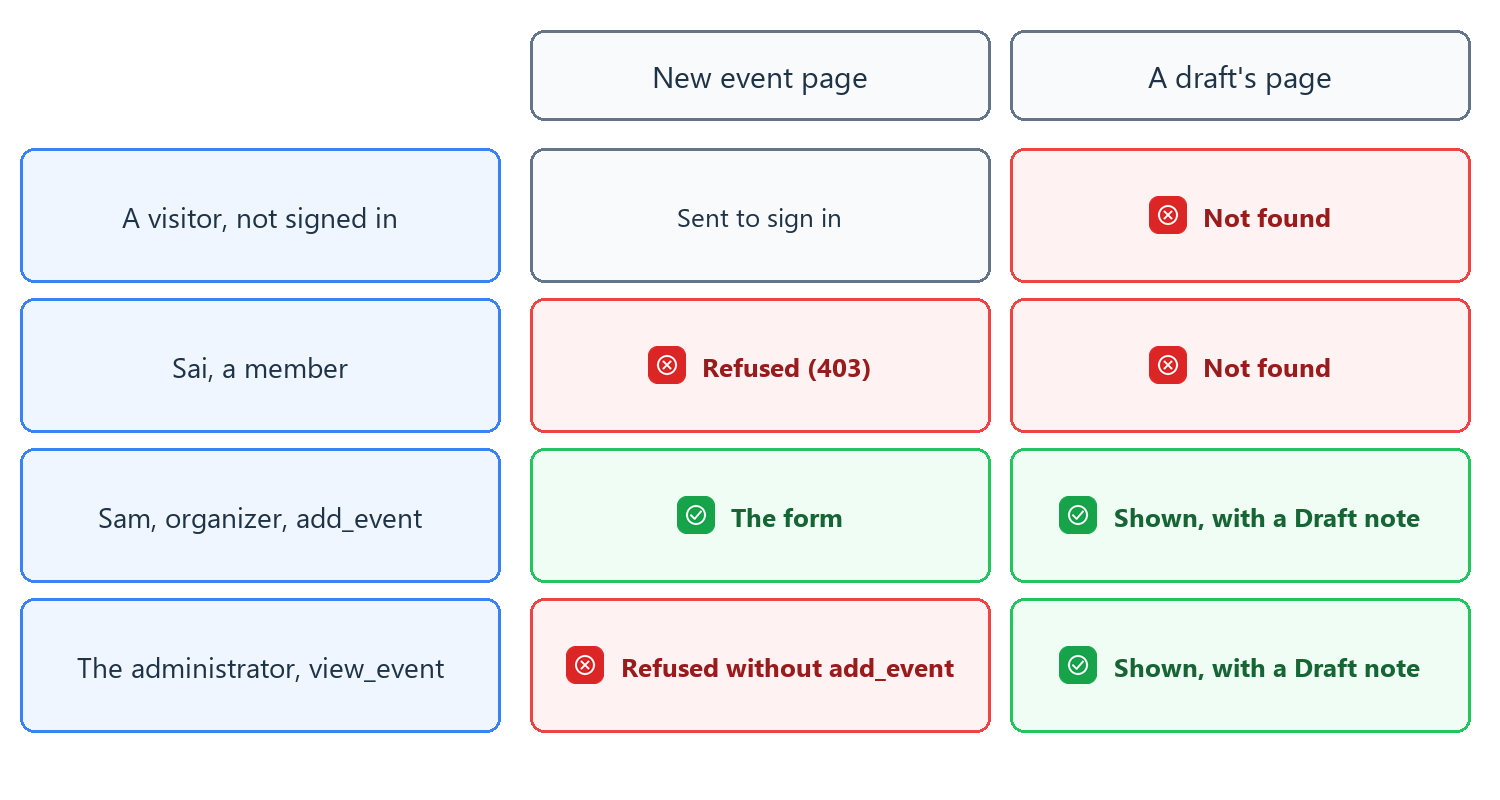 New event page
A draft's page
A visitor, not signed in
Sent to sign in
Not found
Sai, a member
Refused (403)
Not found
Sam, organizer, add_event
The form
Shown, with a Draft note
The administrator, view_event
Refused without add_event
Shown, with a Draft note